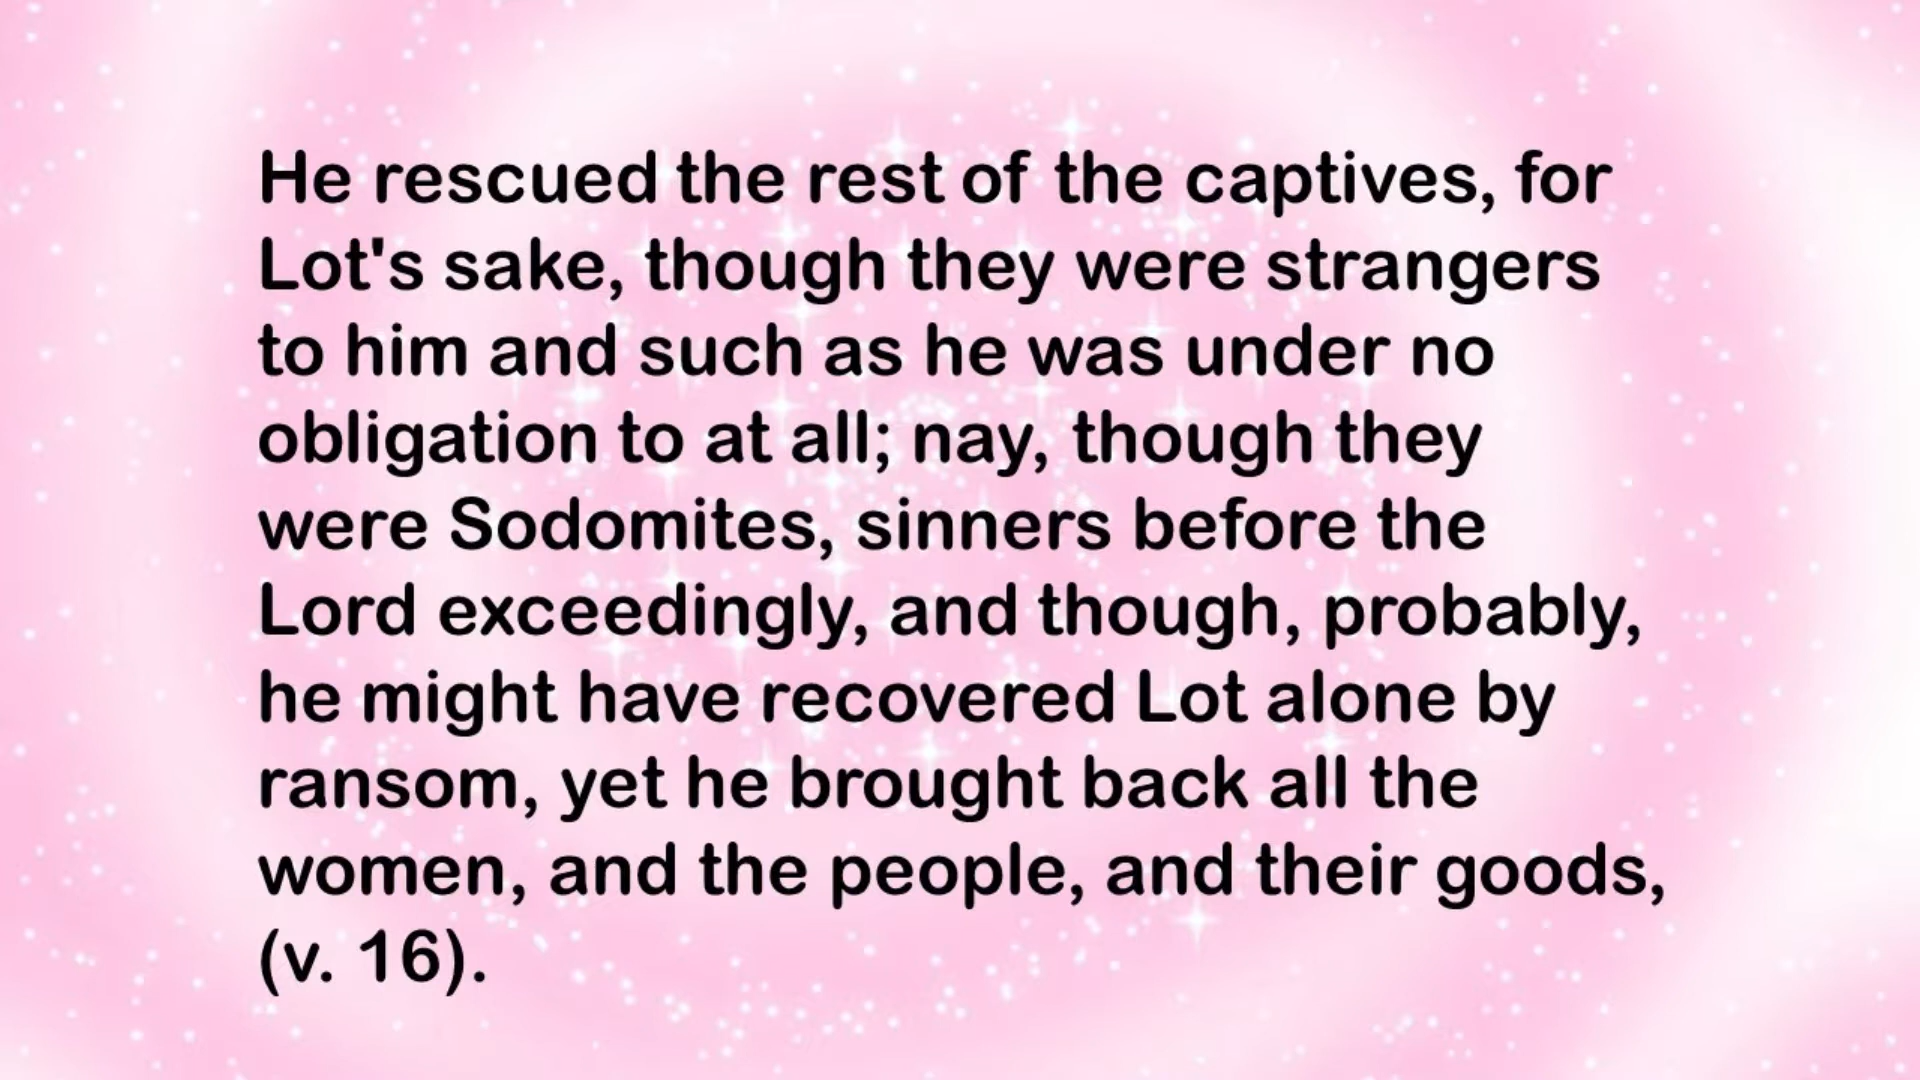 He rescued the rest of the captives, for
Lot's sake, though they were strangers
to him and such as he was under no
obligation to at all; nay, though they
were Sodomites, sinners before the
Lord exceedingly, and though, probably,
he might have recovered Lot alone by
ransom, yet he brought back all the
women, and the people, and their goods,
(v. 16).